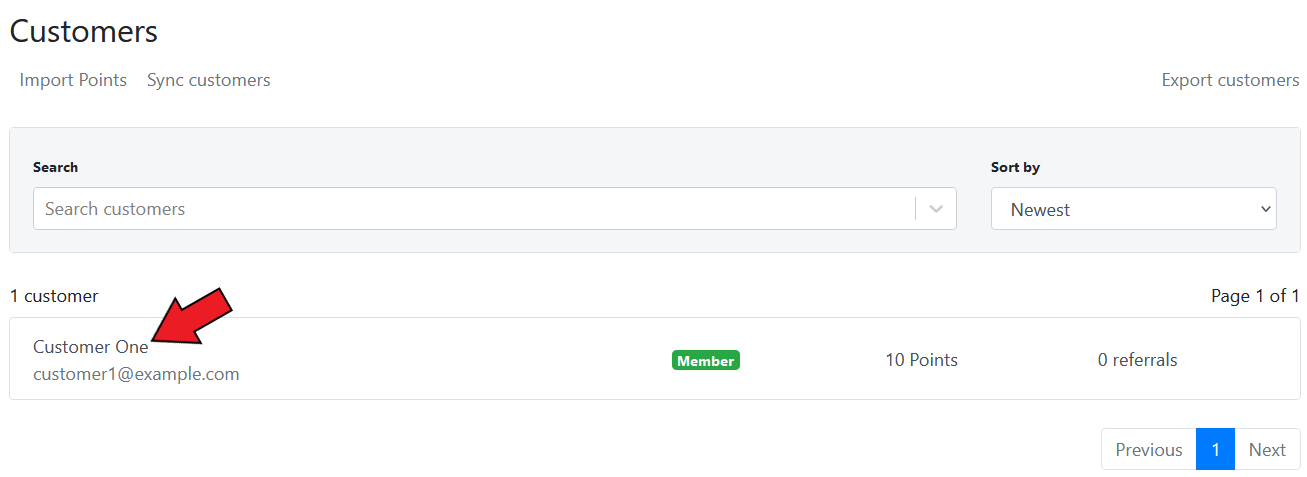 Customers
Import Points Sync customers Export customers
Search Sort by
Search customers Newest
1 customer Page 1 of 1
Customer One
customer1@example.com Member 10 Points 0 referrals
Previous 1 Next